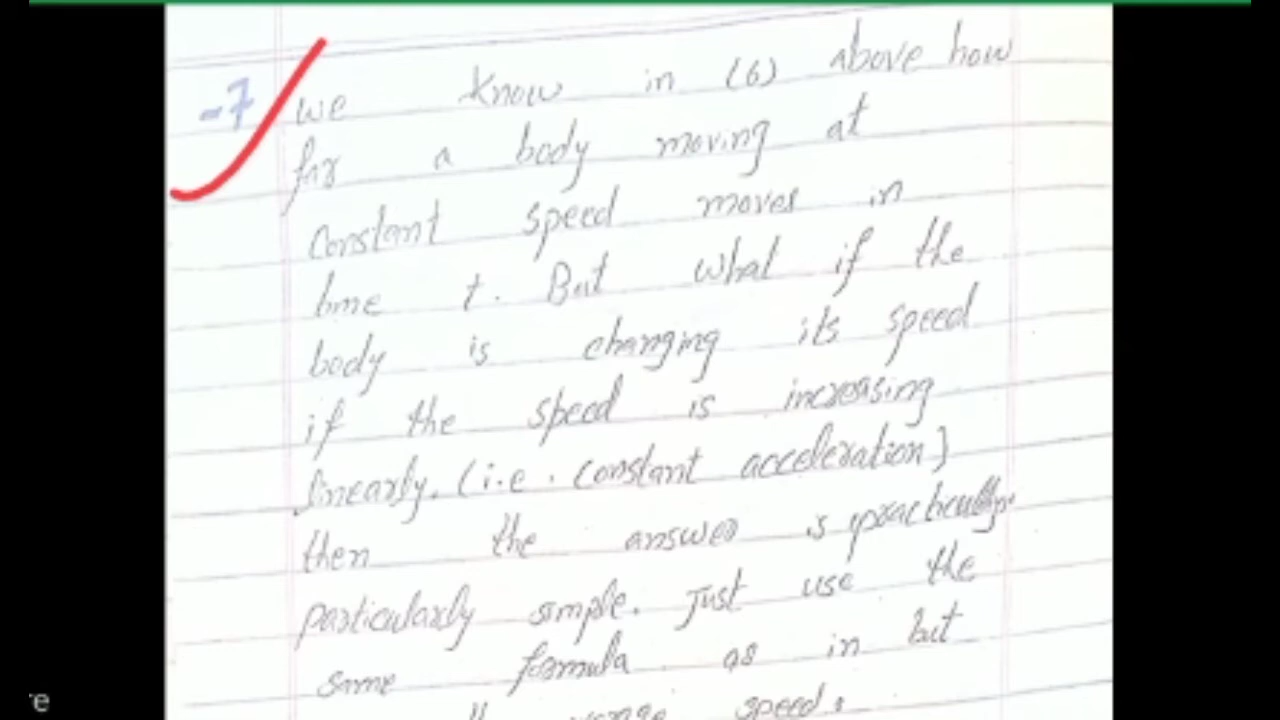 -7 we know in (6) above how
far a body moving at
constant speed moves in
time t. But what if the
body is changing its speed
if the speed is increasing
linearly. (i.e. constant acceleration)
then the answer is practically
particularly simple. Just use the
same formula as in but
speed.
re